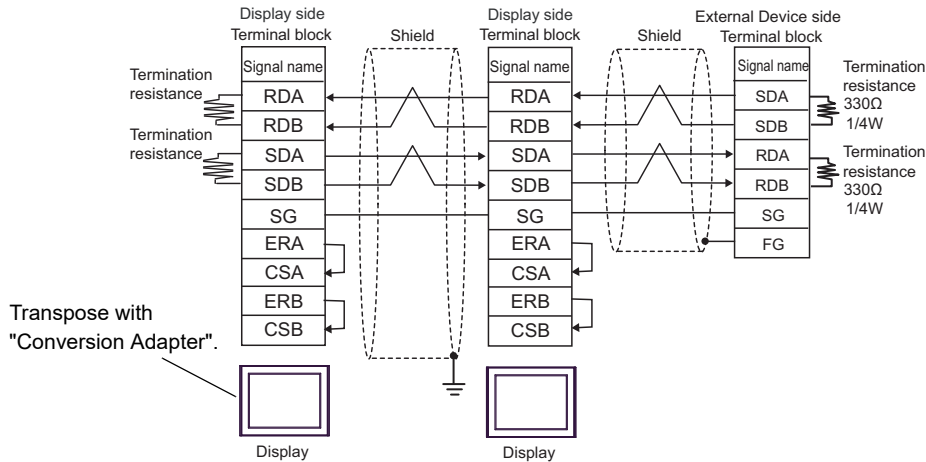 Display side
Terminal block
Shield
Display side
Terminal block
Shield
External Device side
Terminal block
Termination
resistance
Termination
resistance
Signal name
RDA
RDB
SDA
SDB
SG
ERA
CSA
ERB
CSB
Signal name
RDA
RDB
SDA
SDB
SG
ERA
CSA
ERB
CSB
Signal name
SDA
SDB
RDA
RDB
SG
FG
Termination
resistance
330Ω
1/4W
Termination
resistance
330Ω
1/4W
Transpose with
"Conversion Adapter".
Display
Display